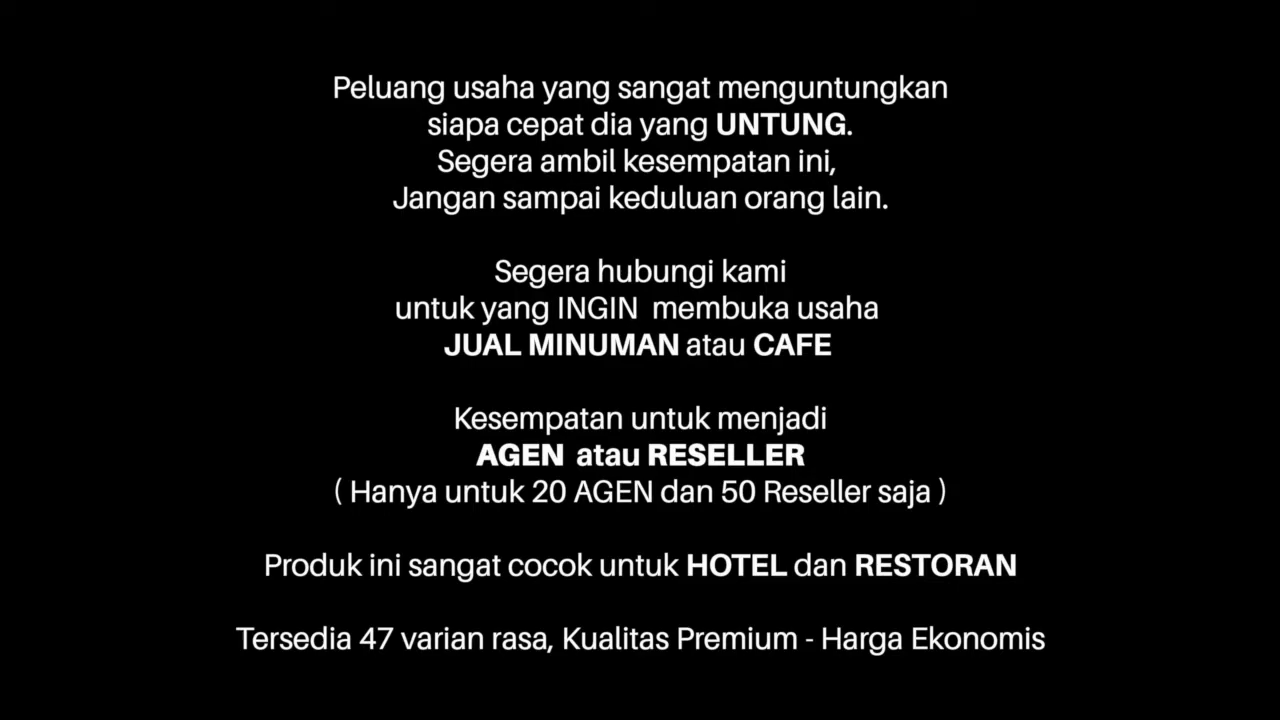 Peluang usaha yang sangat menguntungkan
siapa cepat dia yang UNTUNG.
Segera ambil kesempatan ini,
Jangan sampai keduluan orang lain.
Segera hubungi kami
untuk yang INGIN membuka usaha
JUAL MINUMAN atau CAFE
Kesempatan untuk menjadi
AGEN atau RESELLER
( Hanya untuk 20 AGEN dan 50 Reseller saja )
Produk ini sangat cocok untuk HOTEL dan RESTORAN
Tersedia 47 varian rasa, Kualitas Premium - Harga Ekonomis